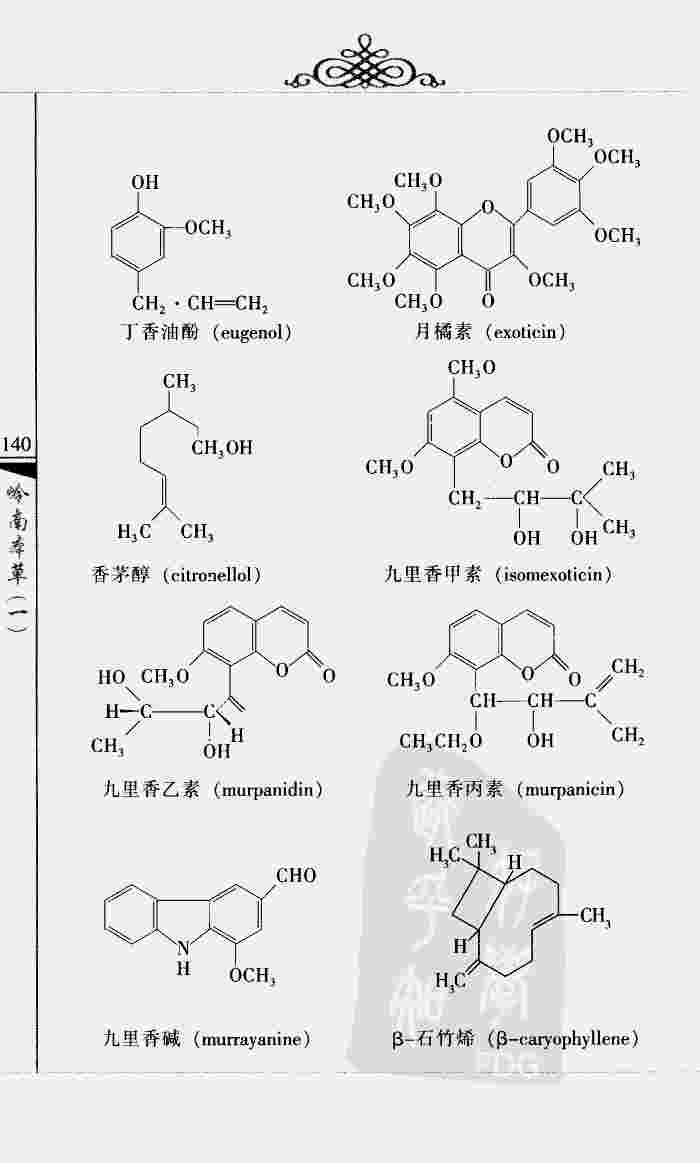 OH
OCH3
CH2 · CH=CH2
丁香油酚 (eugenol)
OCH3
OCH3
OCH3
CH3O
CH3O
CH3O
CH3O
OCH3
O
O
月橘素 (exoticin)
CH3
CH3OH
H3C CH3
香茅醇 (citronellol)
CH3O
CH3O
O O
CH2 CH C
CH3
CH3
OH OH
九里香甲素 (isomexoticin)
140
岭南本草(一)
HO CH3O
O O
H C C
H
CH3
OH
九里香乙素 (murpanidin)
CH3O
O O
CH2
CH CH C
CH3CH2O OH CH2
九里香丙素 (murpanicin)
CHO
N
H
OCH3
九里香碱 (murrayanine)
CH3
H3C
H
CH3
H
H3C
β-石竹烯 (β-caryophyllene)
PDG